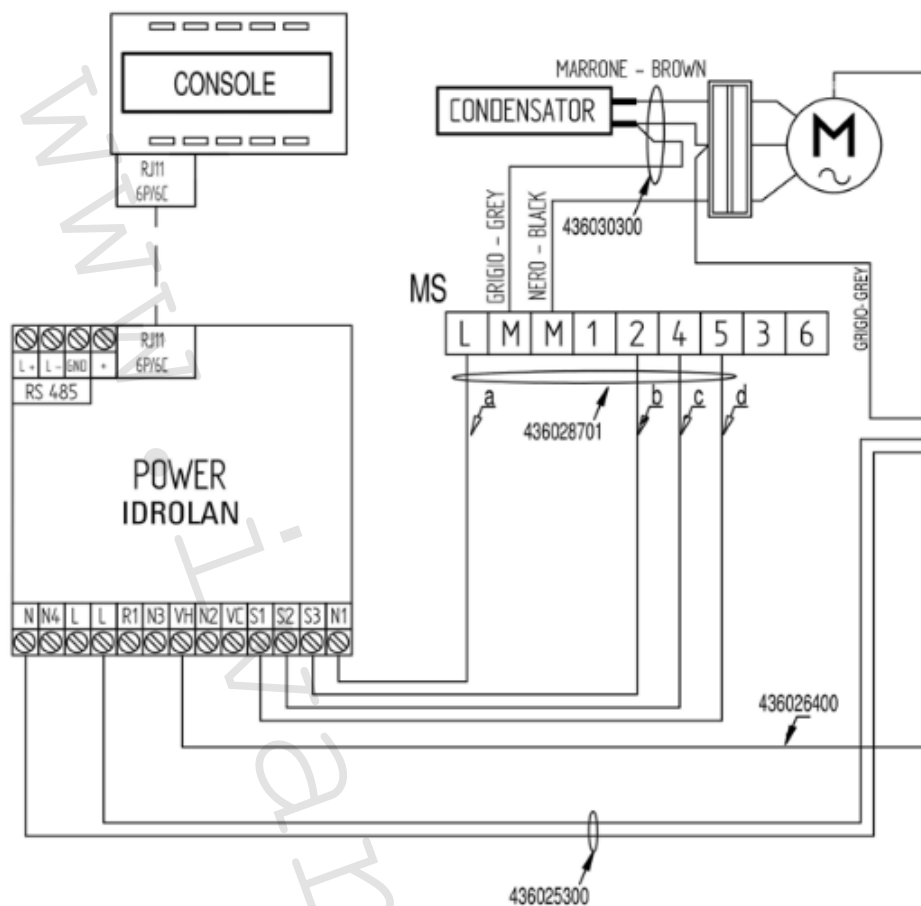 CONSOLE
RJ11
6P/6C
MARRONE - BROWN
CONDENSATOR
M
436030300
GRIGIO - GREY
NERO - BLACK
GRIGIO-GREY
MS
L M M 1 2 4 5 3 6
a b c d
436028701
L+ L- GND +
RJ11
6P/6C
RS 485
POWER
IDROLAN
N N4 L L R1 N3 VH N2 VC S1 S2 S3 N1
436026400
436025300
www.ivar